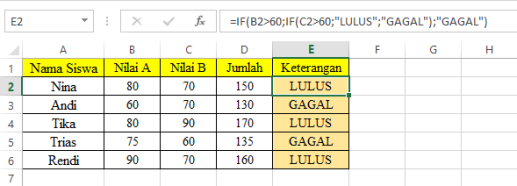 E2 fx =IF(B2>60;IF(C2>60;"LULUS";"GAGAL");"GAGAL")
A B C D E F G H
1 Nama Siswa Nilai A Nilai B Jumlah Keterangan
2 Nina 80 70 150 LULUS
3 Andi 60 70 130 GAGAL
4 Tika 80 90 170 LULUS
5 Trias 75 60 135 GAGAL
6 Rendi 90 70 160 LULUS
7